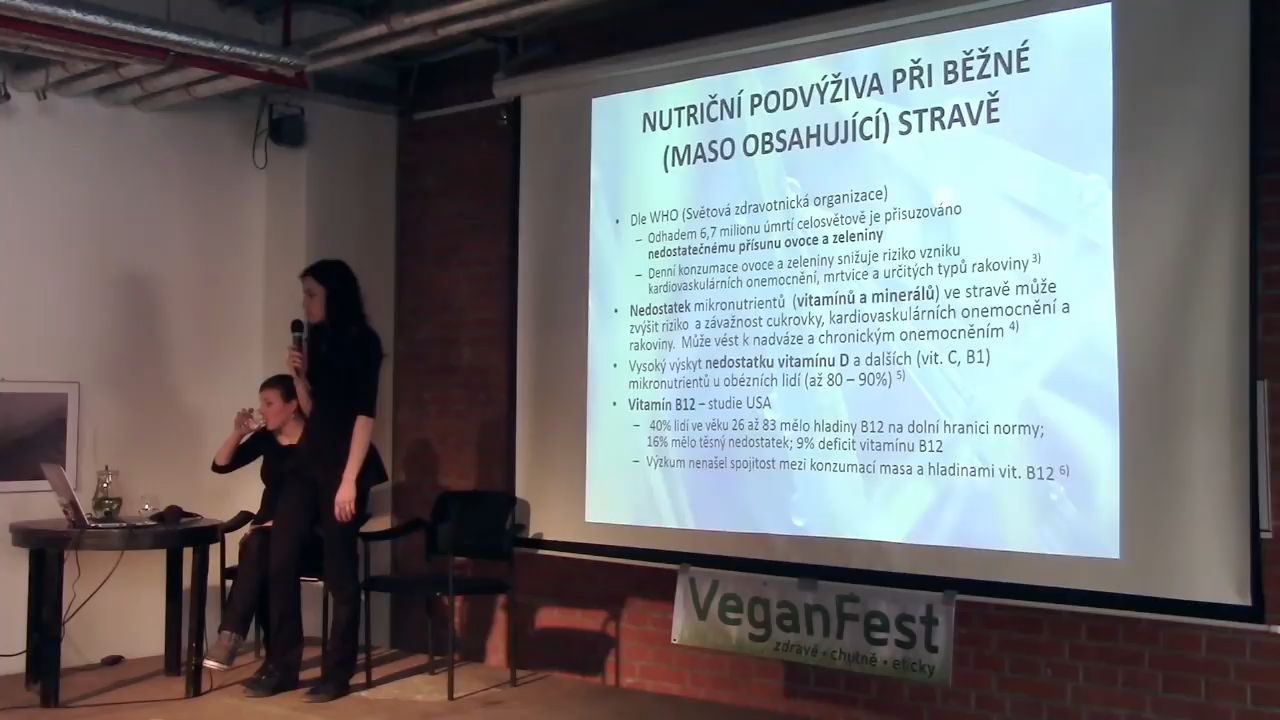 NUTRIČNÍ PODVÝŽIVA PŘI BĚŽNÉ
(MASO OBSAHUJÍCÍ) STRAVĚ
• Dle WHO (Světová zdravotnická organizace)
– Odhadem 6,7 milionu úmrtí celosvětově je přisuzováno
nedostatečnému přísunu ovoce a zeleniny
– Denní konzumace ovoce a zeleniny snižuje riziko vzniku
kardiovaskulárních onemocnění, mrtvice a určitých typů rakoviny 3)
• Nedostatek mikronutrientů (vitamínů a minerálů) ve stravě může
zvýšit riziko a závažnost cukrovky, kardiovaskulárních onemocnění a
rakoviny. Může vést k nadváze a chronickým onemocněním 4)
• Vysoký výskyt nedostatku vitamínu D a dalších (vit. C, B1)
mikronutrientů u obézních lidí (až 80 – 90%) 5)
• Vitamín B12 – studie USA
– 40% lidí ve věku 26 až 83 mělo hladiny B12 na dolní hranici normy;
16% mělo těsný nedostatek; 9% deficit vitamínu B12
– Výzkum nenašel spojitost mezi konzumací masa a hladinami vit. B12 6)
VeganFest
zdravě • chutně • eticky